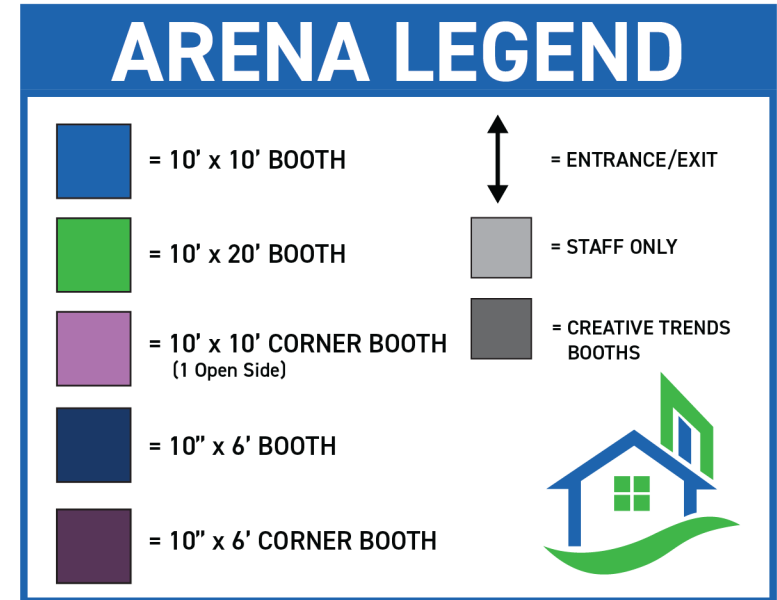 ARENA LEGEND
= 10’ x 10’ BOOTH
= 10’ x 20’ BOOTH
= 10’ x 10’ CORNER BOOTH
(1 Open Side)
= 10” x 6’ BOOTH
= 10” x 6’ CORNER BOOTH
= ENTRANCE/EXIT
= STAFF ONLY
= CREATIVE TRENDS
BOOTHS